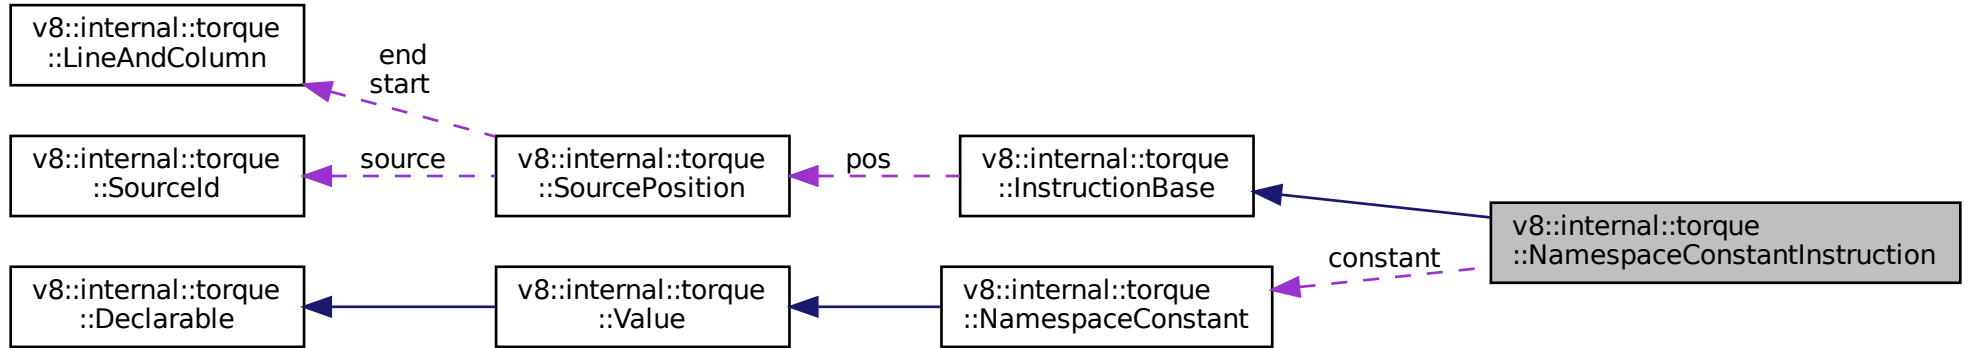 v8::internal::torque
::LineAndColumn
end
start
v8::internal::torque
::SourceId
source
v8::internal::torque
::SourcePosition
pos
v8::internal::torque
::InstructionBase
v8::internal::torque
::NamespaceConstantInstruction
constant
v8::internal::torque
::Declarable
v8::internal::torque
::Value
v8::internal::torque
::NamespaceConstant